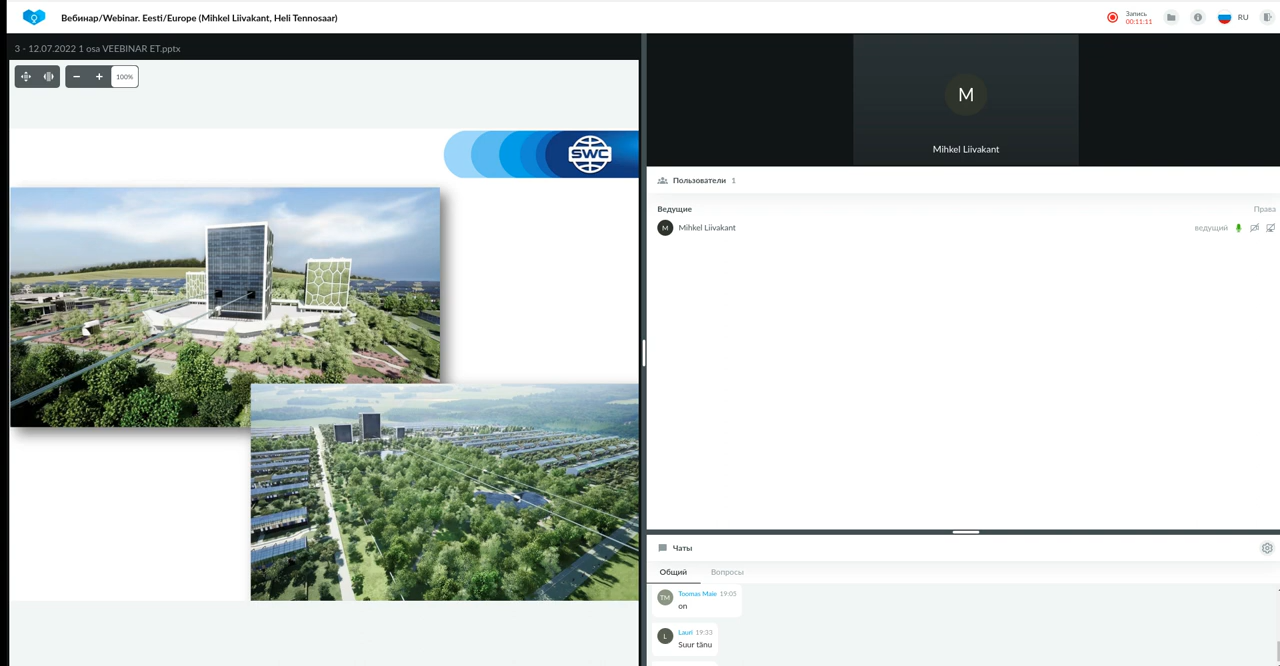 Вебинар/Webinar. Eesti/Europe (Mihkel Liivakant, Heli Tennosaar)
Запись
00:11:11
RU
3 - 12.07.2022 1 osa VEEBINAR ET.pptx
100%
SWC
M
Mihkel Liivakant
Пользователи 1
Ведущие
Права
M
Mihkel Liivakant
ведущий
Чаты
Общий
Вопросы
TM
Toomas Maie 19:05
on
L
Lauri 19:33
Suur tänu